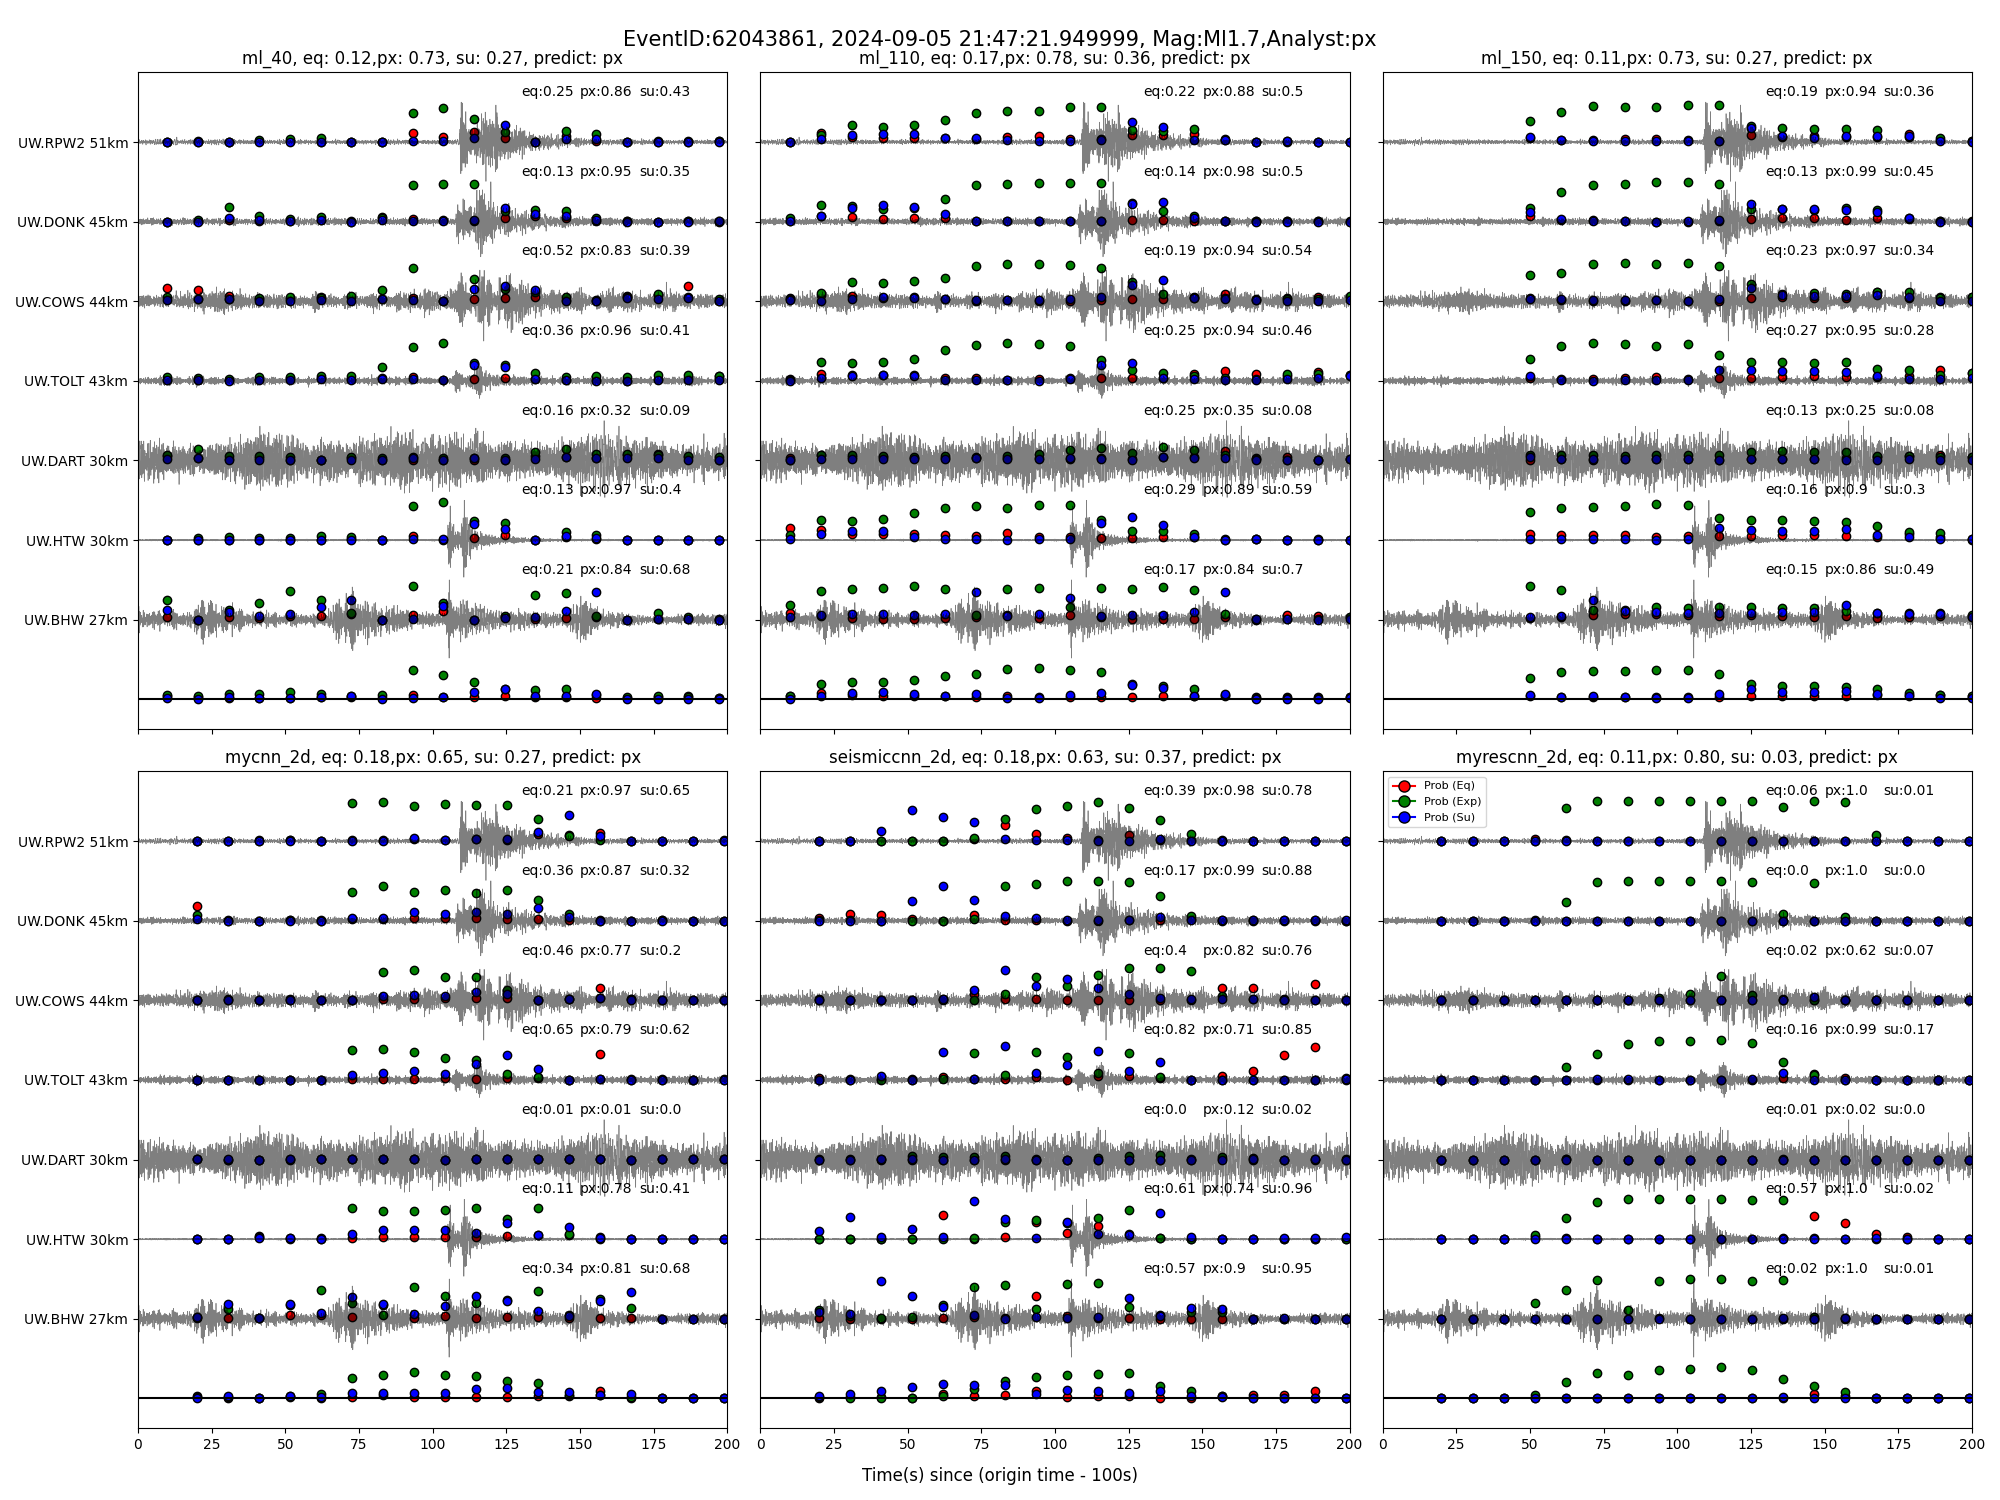 EventID:62043861, 2024-09-05 21:47:21.949999, Mag:Ml1.7,Analyst:px
ml_40, eq: 0.12,px: 0.73, su: 0.27, predict: px
eq:0.25 px:0.86 su:0.43
UW.RPW2 51km
eq:0.13 px:0.95 su:0.35
UW.DONK 45km
eq:0.52 px:0.83 su:0.39
UW.COWS 44km
eq:0.36 px:0.96 su:0.41
UW.TOLT 43km
eq:0.16 px:0.32 su:0.09
UW.DART 30km
eq:0.13 px:0.97 su:0.4
UW.HTW 30km
eq:0.21 px:0.84 su:0.68
UW.BHW 27km
ml_110, eq: 0.17,px: 0.78, su: 0.36, predict: px
eq:0.22 px:0.88 su:0.5
eq:0.14 px:0.98 su:0.5
eq:0.19 px:0.94 su:0.54
eq:0.25 px:0.94 su:0.46
eq:0.25 px:0.35 su:0.08
eq:0.29 px:0.89 su:0.59
eq:0.17 px:0.84 su:0.7
ml_150, eq: 0.11,px: 0.73, su: 0.27, predict: px
eq:0.19 px:0.94 su:0.36
eq:0.13 px:0.99 su:0.45
eq:0.23 px:0.97 su:0.34
eq:0.27 px:0.95 su:0.28
eq:0.13 px:0.25 su:0.08
eq:0.16 px:0.9 su:0.3
eq:0.15 px:0.86 su:0.49
mycnn_2d, eq: 0.18,px: 0.65, su: 0.27, predict: px
eq:0.21 px:0.97 su:0.65
UW.RPW2 51km
eq:0.36 px:0.87 su:0.32
UW.DONK 45km
eq:0.46 px:0.77 su:0.2
UW.COWS 44km
eq:0.65 px:0.79 su:0.62
UW.TOLT 43km
eq:0.01 px:0.01 su:0.0
UW.DART 30km
eq:0.11 px:0.78 su:0.41
UW.HTW 30km
eq:0.34 px:0.81 su:0.68
UW.BHW 27km
0 25 50 75 100 125 150 175 200
seismiccnn_2d, eq: 0.18,px: 0.63, su: 0.37, predict: px
eq:0.39 px:0.98 su:0.78
eq:0.17 px:0.99 su:0.88
eq:0.4 px:0.82 su:0.76
eq:0.82 px:0.71 su:0.85
eq:0.0 px:0.12 su:0.02
eq:0.61 px:0.74 su:0.96
eq:0.57 px:0.9 su:0.95
0 25 50 75 100 125 150 175 200
myrescnn_2d, eq: 0.11,px: 0.80, su: 0.03, predict: px
Prob (Eq)
Prob (Exp)
Prob (Su)
eq:0.06 px:1.0 su:0.01
eq:0.0 px:1.0 su:0.0
eq:0.02 px:0.62 su:0.07
eq:0.16 px:0.99 su:0.17
eq:0.01 px:0.02 su:0.0
eq:0.57 px:1.0 su:0.02
eq:0.02 px:1.0 su:0.01
0 25 50 75 100 125 150 175 200
Time(s) since (origin time - 100s)